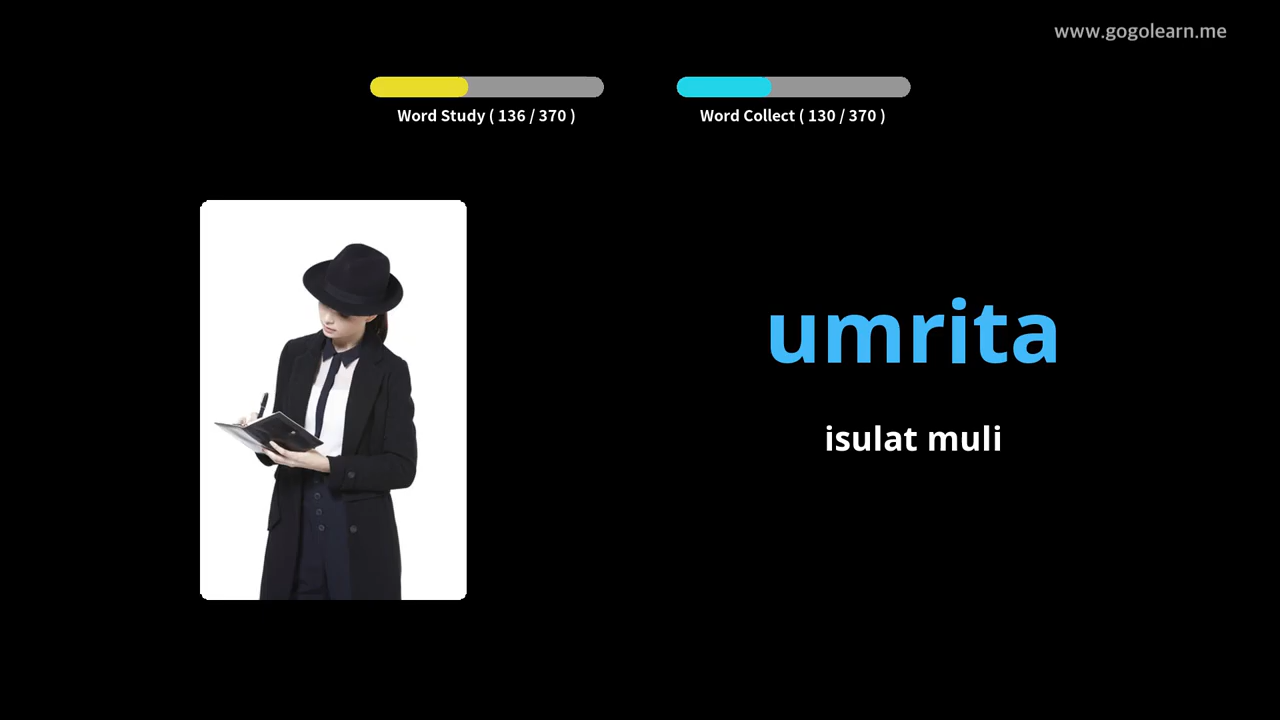 www.gogolearn.me
Word Study ( 136 / 370 )
Word Collect ( 130 / 370 )
umrita
isulat muli